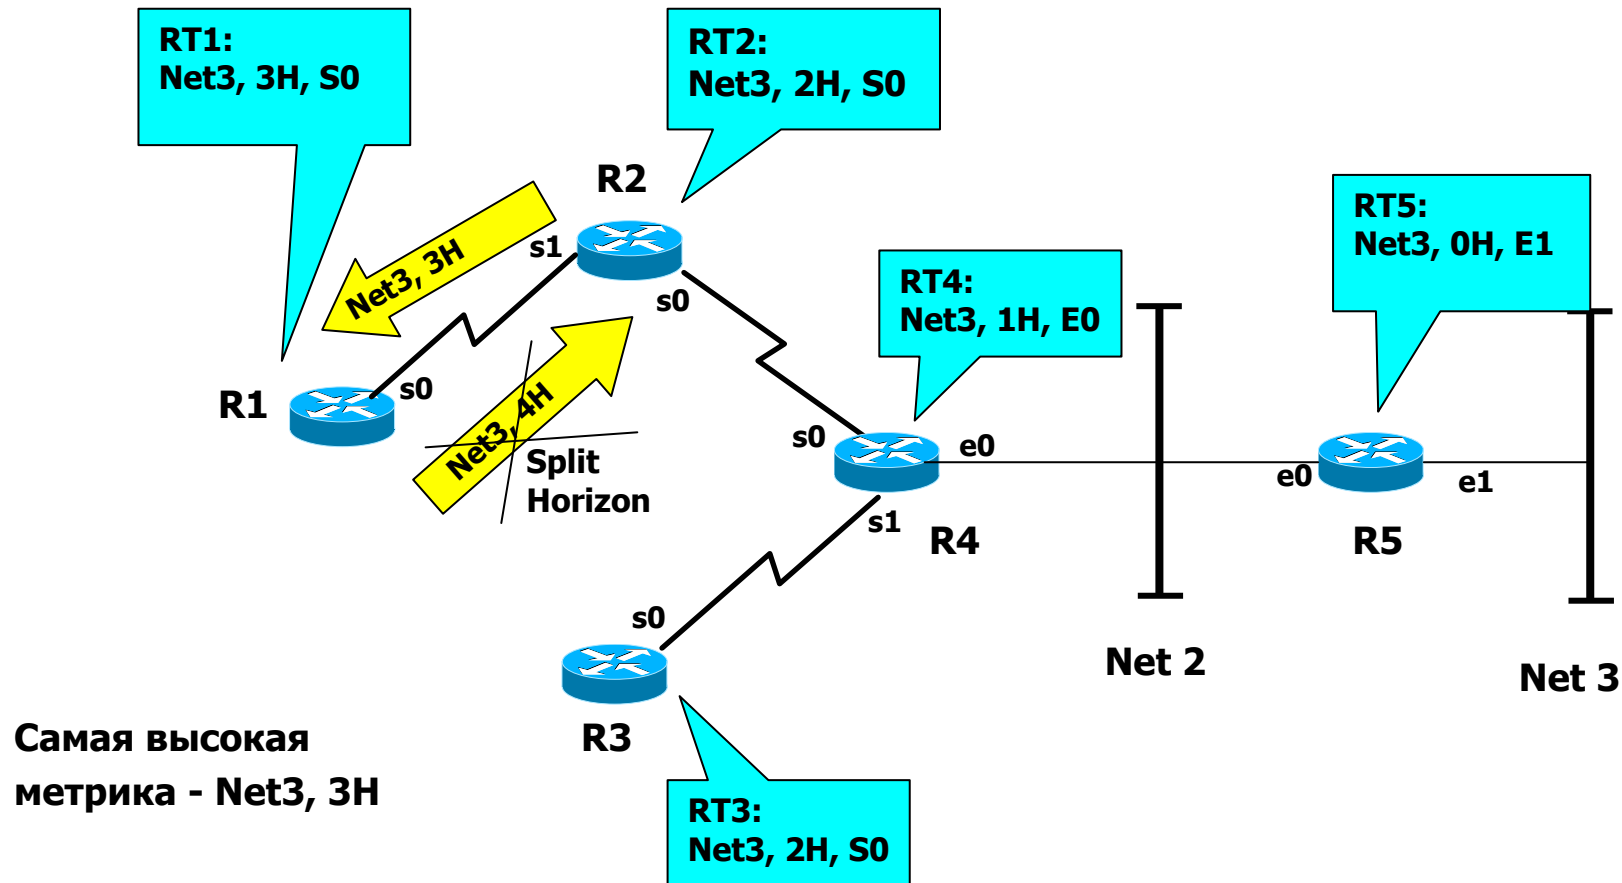 RT1:
Net3, 3H, S0
RT2:
Net3, 2H, S0
R2
RT5:
Net3, 0H, E1
s1
Net3, 3H
s0
RT4:
Net3, 1H, E0
R1
s0
Net3, 4H
Split
Horizon
s0
e0
e0
e1
s1
R4
R5
s0
Net 2
Net 3
R3
Самая высокая
метрика - Net3, 3H
RT3:
Net3, 2H, S0